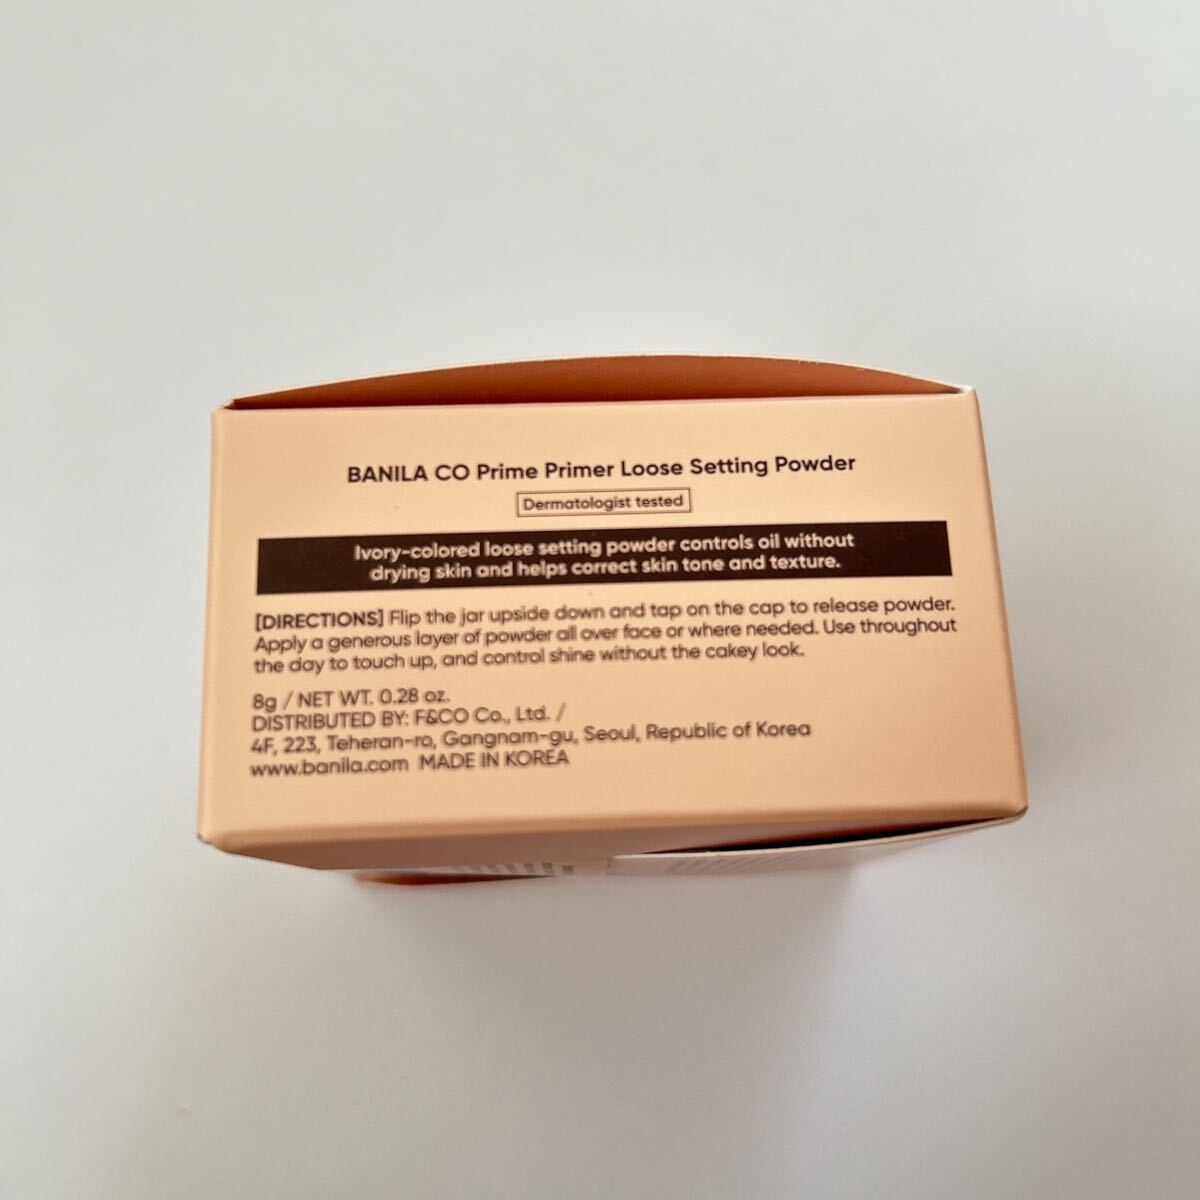 BANILA CO Prime Primer Loose Setting Powder
Dermatologist tested
Ivory-colored loose setting powder controls oil without
drying skin and helps correct skin tone and texture.
[DIRECTIONS] Flip the jar upside down and tap on the cap to release powder.
Apply a generous layer of powder all over face or where needed. Use throughout
the day to touch up, and control shine without the cakey look.
8g / NET WT. 0.28 oz.
DISTRIBUTED BY: F&CO Co., Ltd. /
4F, 223, Teheran-ro, Gangnam-gu, Seoul, Republic of Korea
www.banila.com MADE IN KOREA